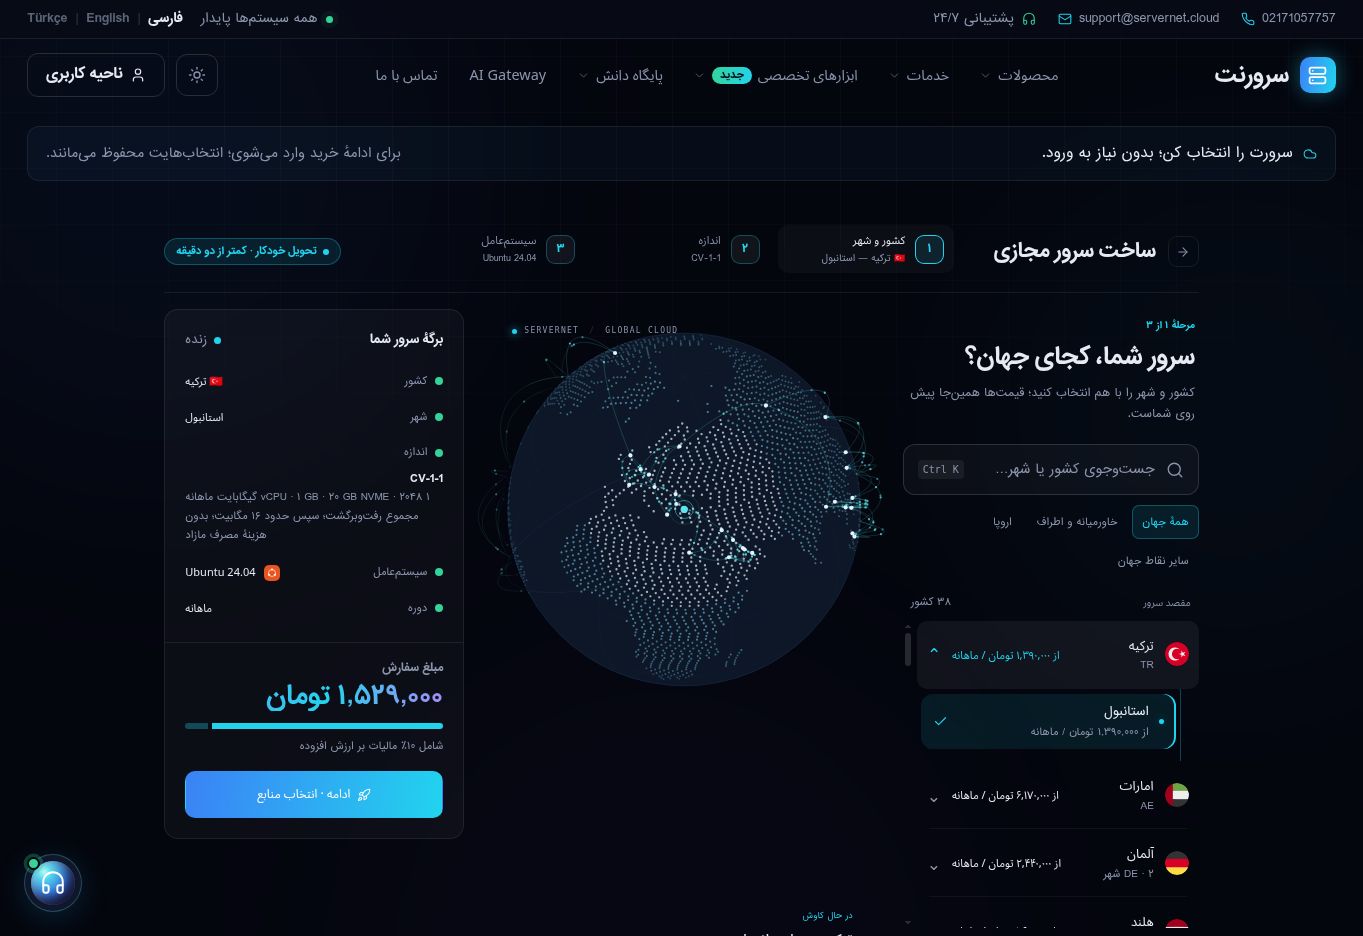 02171057757
support@servernet.cloud
پشتیبانی ۲۴/۷
همه سیستم‌ها پایدار
فارسی | English | Türkçe
سرورنت
محصولات
خدمات
ابزارهای تخصصی جدید
پایگاه دانش
AI Gateway
تماس با ما
ناحیه کاربری
سرورت را انتخاب کن؛ بدون نیاز به ورود.
برای ادامهٔ خرید وارد می‌شوی؛ انتخاب‌هایت محفوظ می‌مانند.
ساخت سرور مجازی
۱
کشور و شهر
ترکیه — استانبول
۲
اندازه
CV-1-1
۳
سیستم‌عامل
Ubuntu 24.04
تحویل خودکار · کمتر از دو دقیقه
مرحلهٔ ۱ از ۳
سرور شما، کجای جهان؟
کشور و شهر را با هم انتخاب کنید؛ قیمت‌ها همین‌جا پیش
روی شماست.
جست‌وجوی کشور یا شهر...
Ctrl K
همهٔ جهان
خاورمیانه و اطراف
اروپا
سایر نقاط جهان
مقصد سرور
۳۸ کشور
ترکیه
TR
از ۱,۳۹۰,۰۰۰ تومان / ماهانه
استانبول
از ۱,۳۹۰,۰۰۰ تومان / ماهانه
امارات
AE
از ۶,۱۷۰,۰۰۰ تومان / ماهانه
آلمان
DE · ۲ شهر
از ۲,۴۴۰,۰۰۰ تومان / ماهانه
هلند
SERVERNET / GLOBAL CLOUD
در حال کاوش
برگهٔ سرور شما
زنده
کشور
ترکیه
شهر
استانبول
اندازه
CV-1-1
۱ vCPU · ۱ GB · ۲۰ GB NVME · ۲۰۴۸ گیگابایت ماهانه
مجموع رفت‌وبرگشت؛ سپس حدود ۱۶ مگابیت؛ بدون
هزینهٔ مصرف مازاد
سیستم‌عامل
Ubuntu 24.04
دوره
ماهانه
مبلغ سفارش
۱,۵۲۹,۰۰۰ تومان
شامل ۱۰٪ مالیات بر ارزش افزوده
ادامه · انتخاب منابع